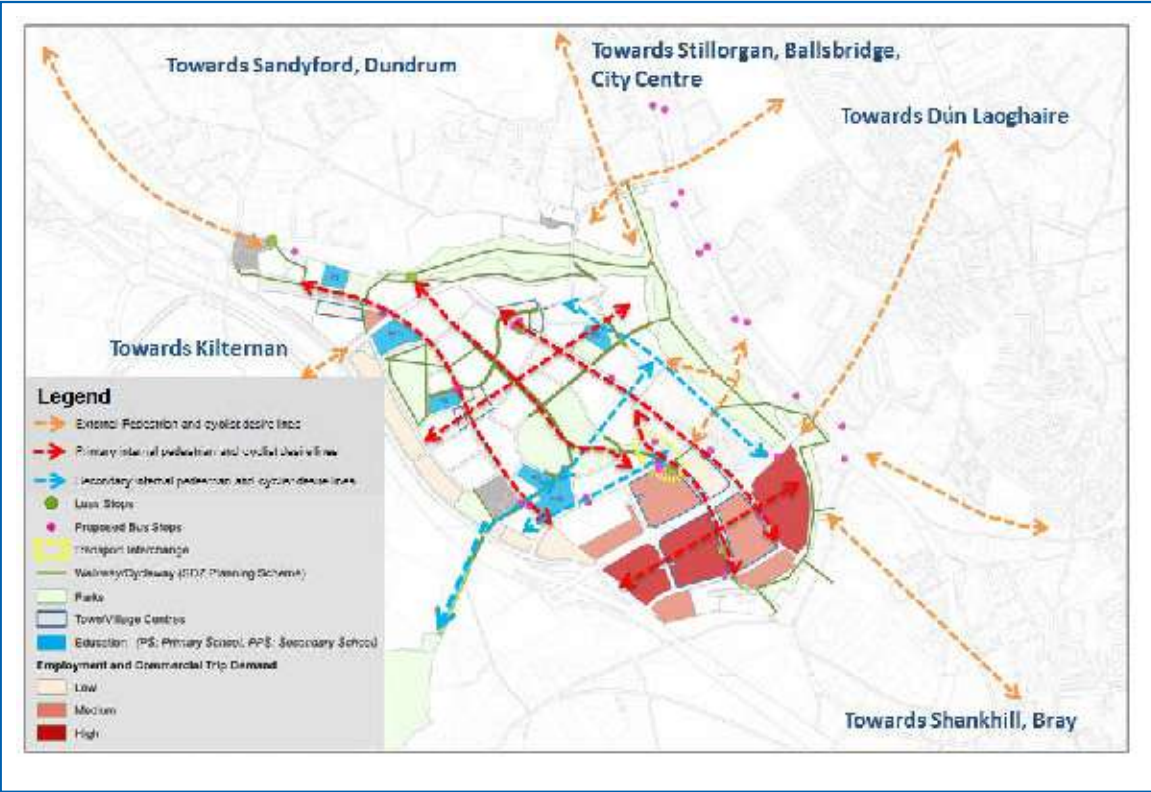 Towards Sandyford, Dundrum
Towards Stillorgan, Ballsbridge,
City Centre
Towards Dún Laoghaire
Towards Kilternan
Legend
External Pedestrian and cyclist desire lines
Primary internal pedestrian and cyclist desire lines
Secondary internal pedestrian and cyclist desire lines
Luas Stops
Proposed Bus Stops
Transport Interchange
Walkway/Cycleway (SDZ Planning Scheme)
Parks
Town/Village Centres
Education (PS: Primary School, PPS: Secondary School)
Employment and Commercial Trip Demand
Low
Medium
High
Towards Shankhill, Bray